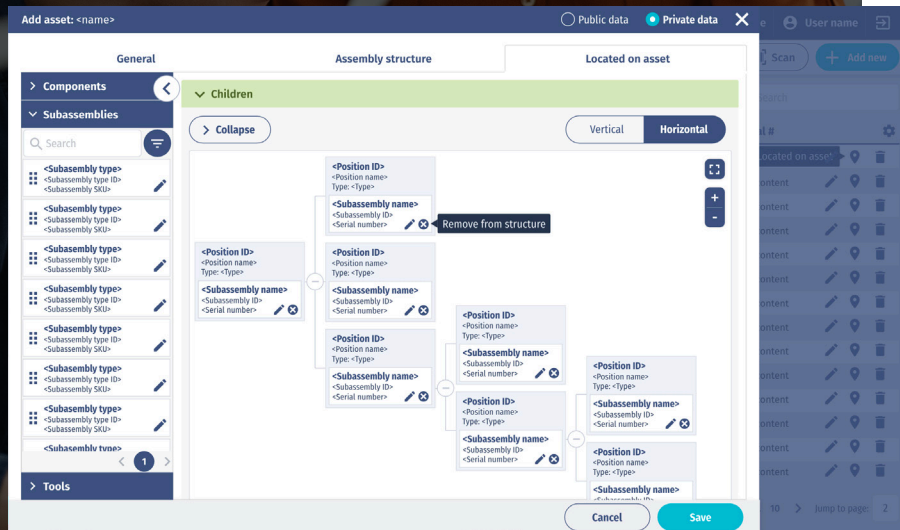 Add asset: <name>
Public data
Private data
User name
General
Assembly structure
Located on asset
Scan
Add new
Components
Subassemblies
Search
<Subasembly type>
<Subassembly type ID>
<Subassembly SKU>
<Subasembly type>
<Subassembly type ID>
<Subassembly SKU>
<Subasembly type>
<Subassembly type ID>
<Subassembly SKU>
<Subasembly type>
<Subassembly type ID>
<Subassembly SKU>
<Subasembly type>
<Subassembly type ID>
<Subassembly SKU>
<Subasembly type>
<Subassembly type ID>
<Subassembly SKU>
<Subasembly type>
<Subassembly type ID>
<Subassembly SKU>
<Subassembly type>
1
Tools
Children
Collapse
Vertical
Horizontal
+
-
<Position ID>
<Position name>
Type: <Type>
<Subassembly name>
<Subassembly ID>
<Serial number>
<Position ID>
<Position name>
Type: <Type>
<Subassembly name>
<Subassembly ID>
<Serial number>
Remove from structure
<Position ID>
<Position name>
Type: <Type>
<Subassembly name>
<Subassembly ID>
<Serial number>
<Position ID>
<Position name>
Type: <Type>
<Subassembly name>
<Subassembly ID>
<Serial number>
<Position ID>
<Position name>
Type: <Type>
<Subassembly name>
<Subassembly ID>
<Serial number>
<Position ID>
<Position name>
Type: <Type>
<Subassembly name>
<Subassembly ID>
<Serial number>
<Position ID>
<Position name>
Type: <Type>
<Subassembly name>
<Subassembly ID>
<Serial number>
<Position ID>
<Position name>
Type: <Type>
<Subassembly name>
Cancel
Save
Located on asset
10
Jump to page:
2